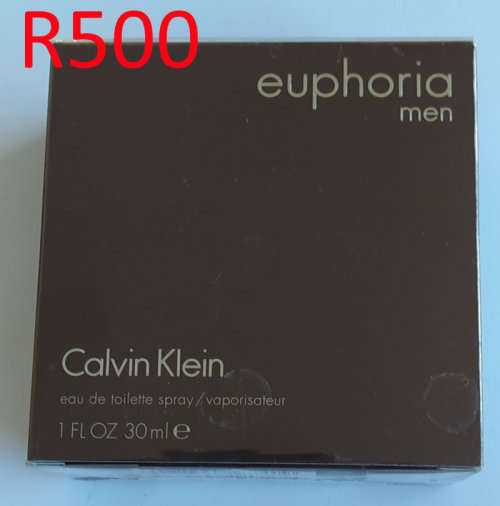 R500
euphoria
men
Calvin Klein
eau de toilette spray/vaporisateur
1 FL OZ 30 ml ℮